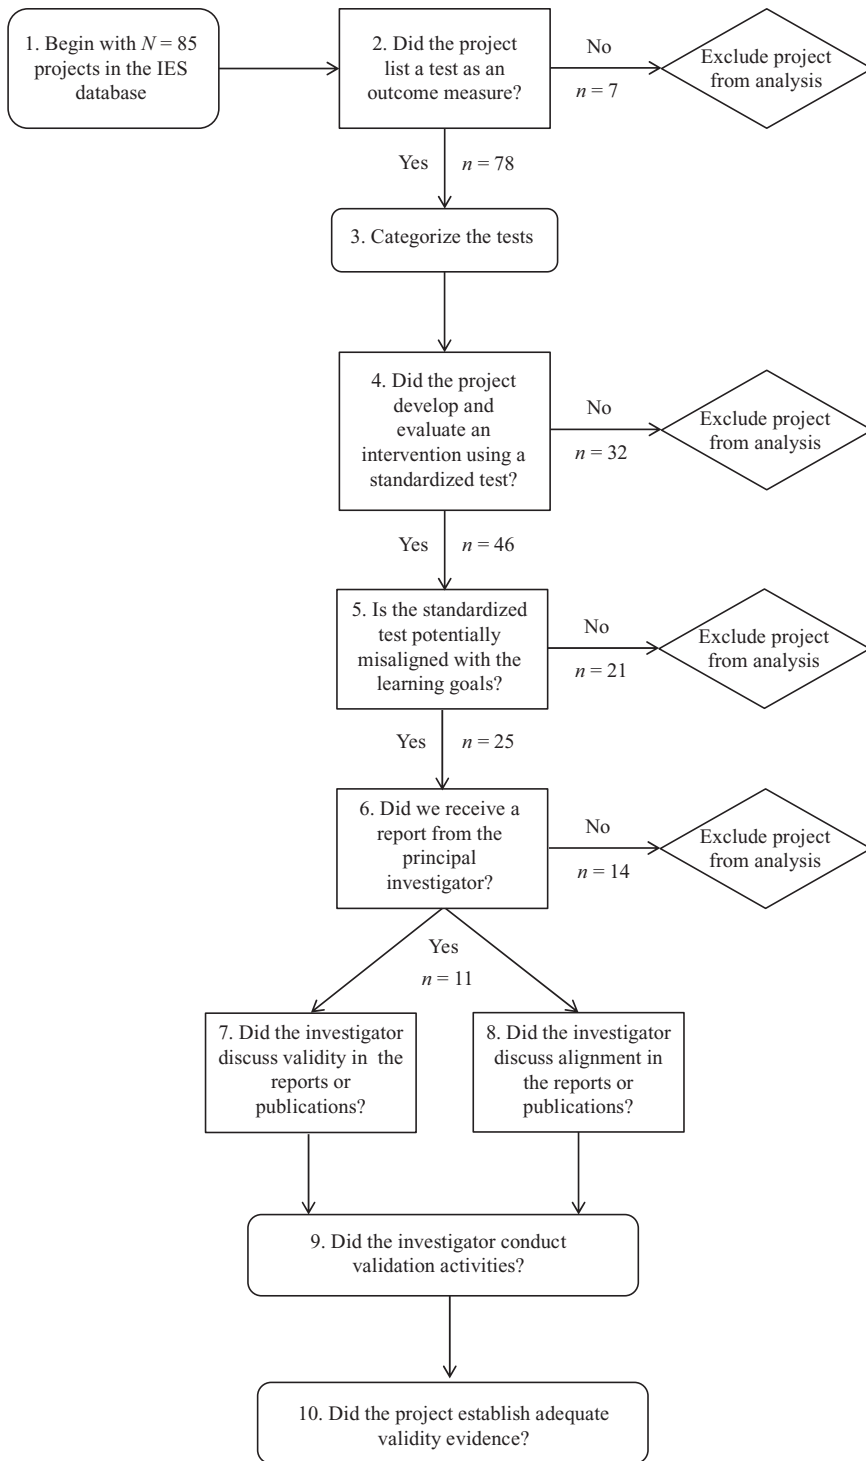 1. Begin with N = 85
projects in the IES
database
2. Did the project
list a test as an
outcome measure?
No
n = 7
Exclude project
from analysis
Yes
n = 78
3. Categorize the tests
4. Did the project
develop and
evaluate an
intervention using a
standardized test?
No
n = 32
Exclude project
from analysis
Yes
n = 46
5. Is the standardized
test potentially
misaligned with the
learning goals?
No
n = 21
Exclude project
from analysis
Yes
n = 25
6. Did we receive a
report from the
principal
investigator?
No
n = 14
Exclude project
from analysis
Yes
n = 11
7. Did the investigator
discuss validity in the
reports or
publications?
8. Did the investigator
discuss alignment in
the reports or
publications?
9. Did the investigator conduct
validation activities?
10. Did the project establish adequate
validity evidence?